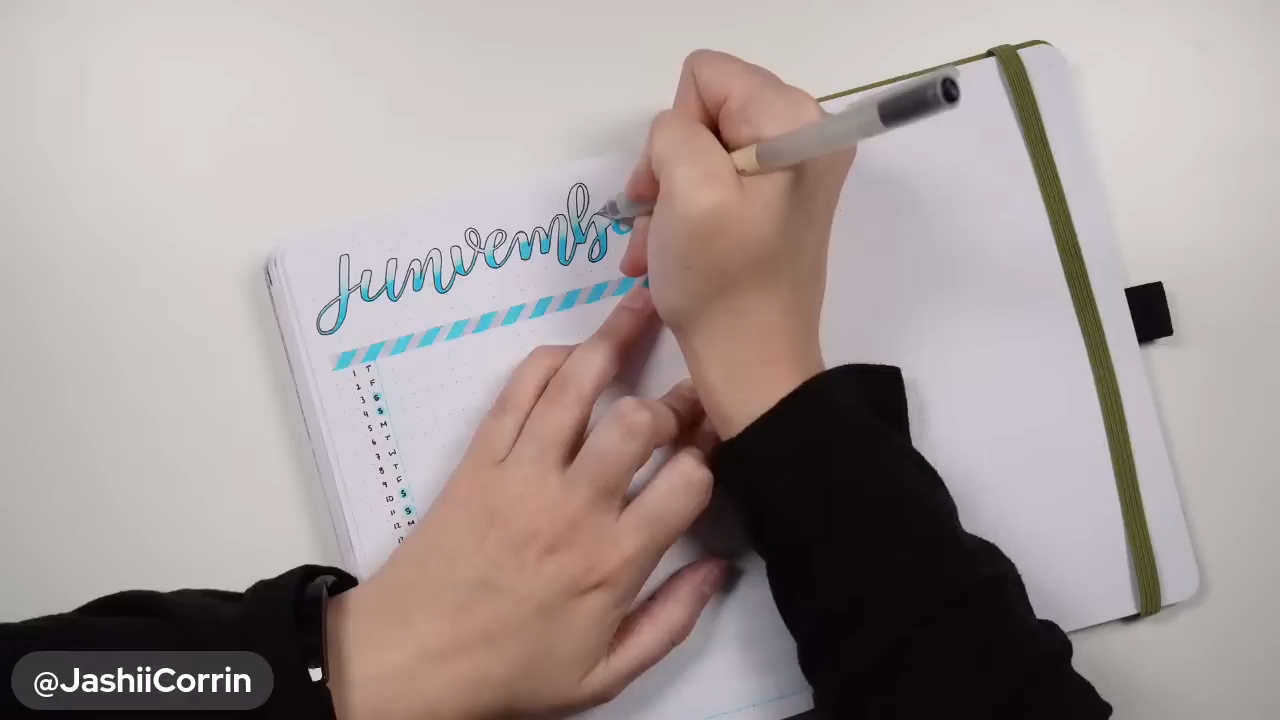 Junvemb
1 T
2 F
3 S
4 S
5 M
6 T
7 W
8 T
9 F
10 S
11 S
12 M
@JashiiCorrin